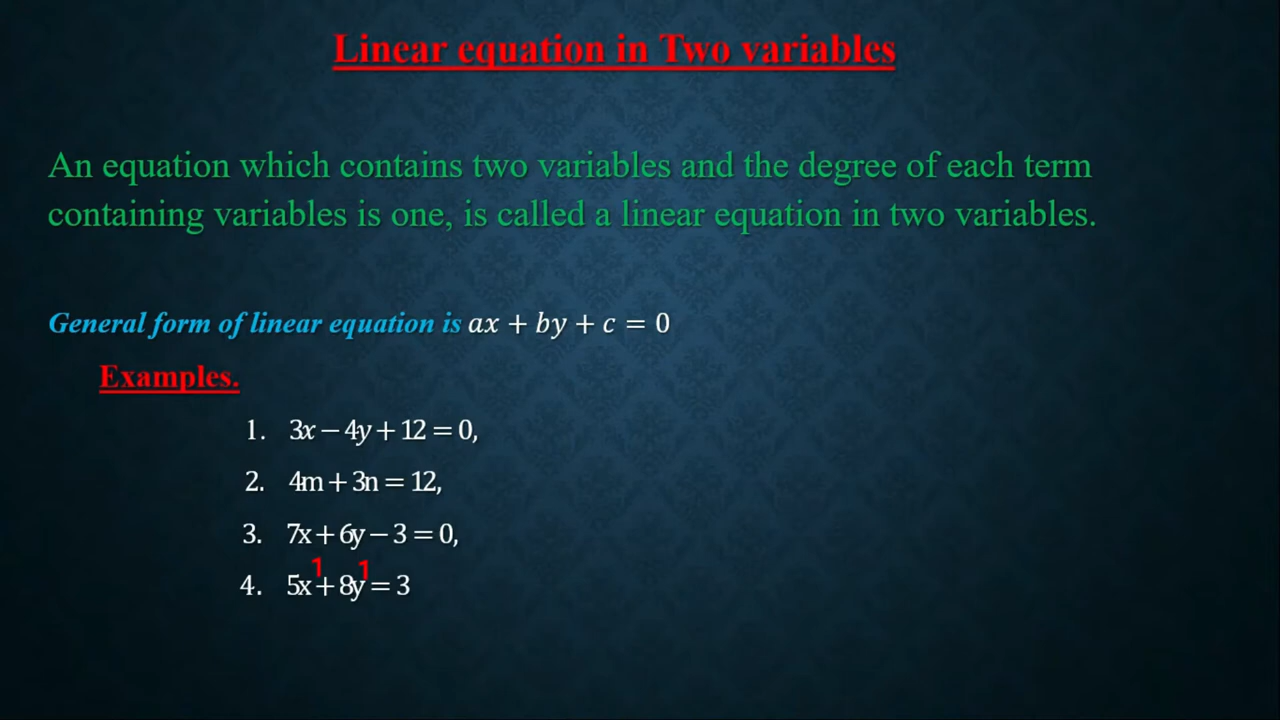 Linear equation in Two variables
An equation which contains two variables and the degree of each term
containing variables is one, is called a linear equation in two variables.
General form of linear equation is ax + by + c = 0
Examples.
1. 3x − 4y + 12 = 0,
2. 4m + 3n = 12,
3. 7x + 6y − 3 = 0,
4. 5x¹ + 8y¹ = 3